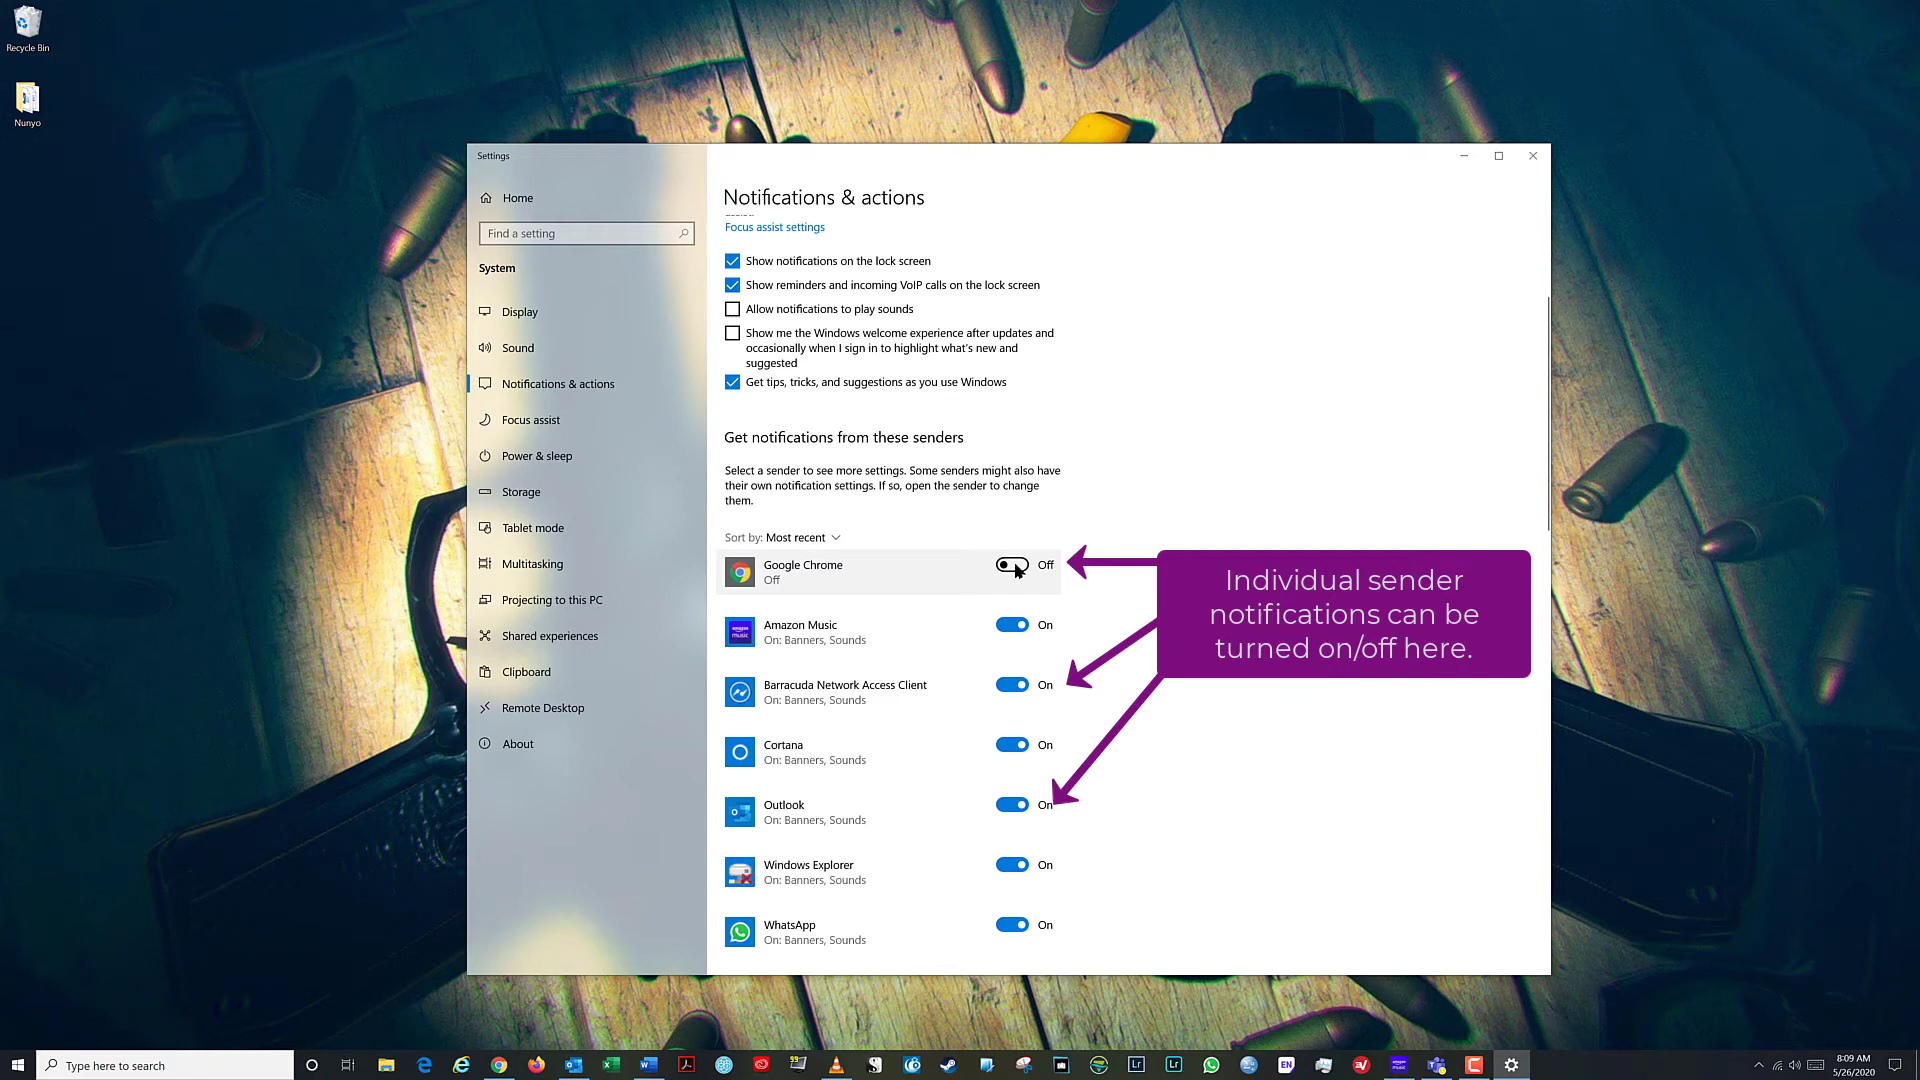 Recycle Bin
Nunyo
Settings
Home
Find a setting
System
Display
Sound
Notifications & actions
Focus assist
Power & sleep
Storage
Tablet mode
Multitasking
Projecting to this PC
Shared experiences
Clipboard
Remote Desktop
About
Notifications & actions
Focus assist settings
Show notifications on the lock screen
Show reminders and incoming VoIP calls on the lock screen
Allow notifications to play sounds
Show me the Windows welcome experience after updates and
occasionally when I sign in to highlight what's new and
suggested
Get tips, tricks, and suggestions as you use Windows
Get notifications from these senders
Select a sender to see more settings. Some senders might also have
their own notification settings. If so, open the sender to change
them.
Sort by: Most recent
Google Chrome
Off
Off
Amazon Music
On: Banners, Sounds
On
Barracuda Network Access Client
On: Banners, Sounds
On
Cortana
On: Banners, Sounds
On
Outlook
On: Banners, Sounds
On
Windows Explorer
On: Banners, Sounds
On
WhatsApp
On: Banners, Sounds
On
Individual sender
notifications can be
turned on/off here.
Type here to search
99
Lr
Lr
EN
8:09 AM
5/26/2020